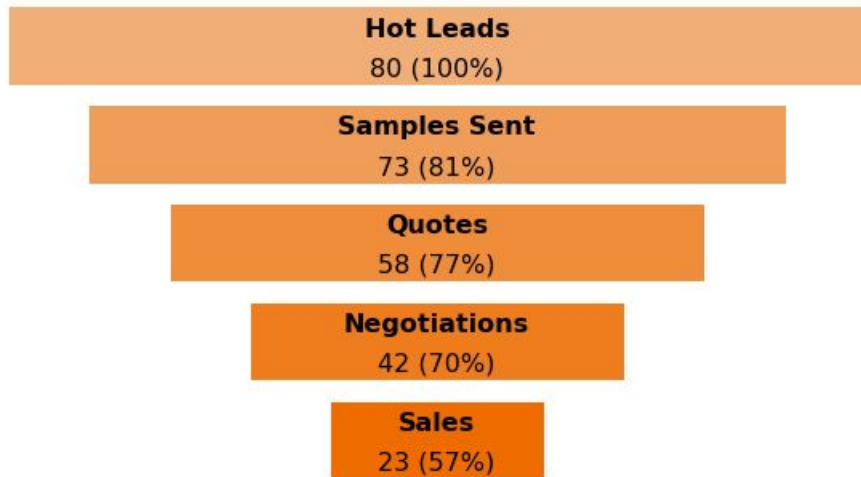 Hot Leads
80 (100%)
Samples Sent
73 (81%)
Quotes
58 (77%)
Negotiations
42 (70%)
Sales
23 (57%)